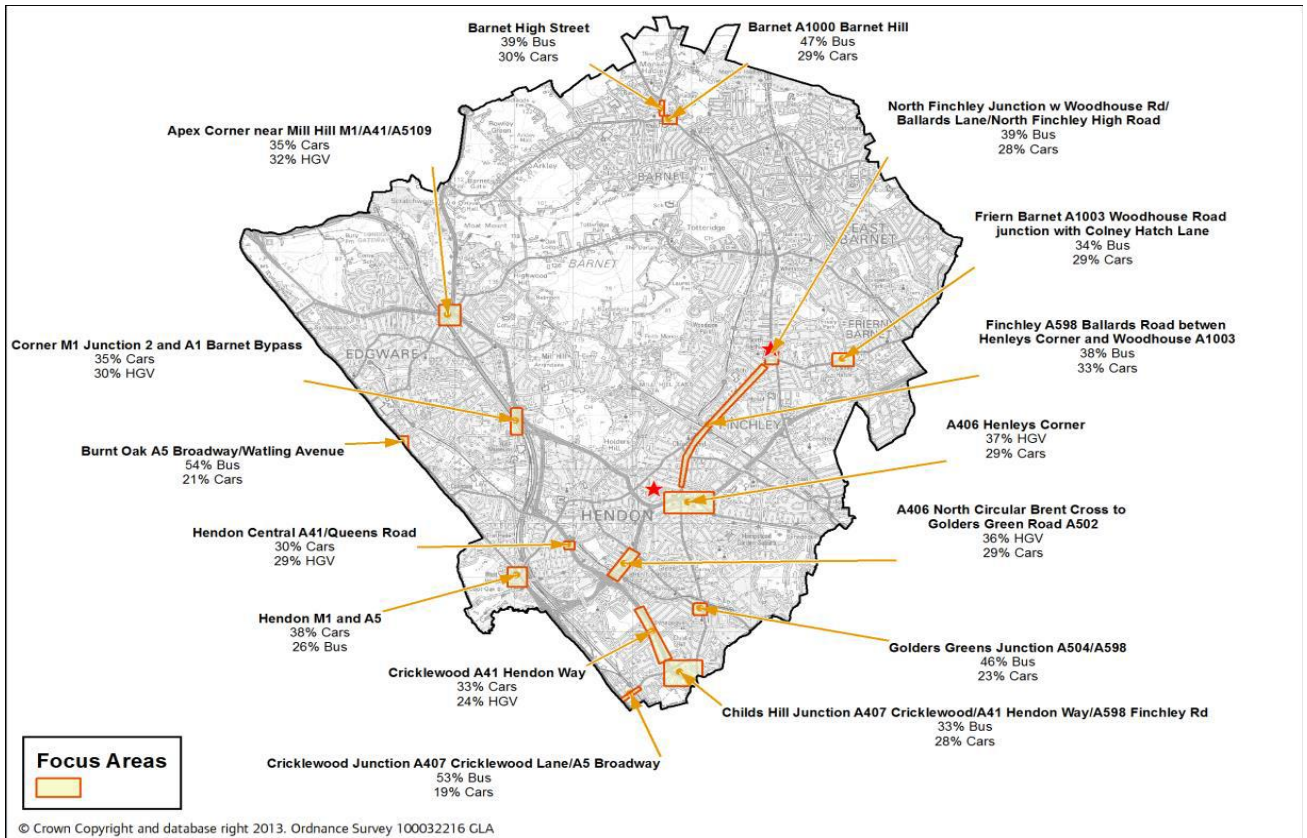 Barnet High Street
39% Bus
30% Cars
Barnet A1000 Barnet Hill
47% Bus
29% Cars
North Finchley Junction w Woodhouse Rd/
Ballards Lane/North Finchley High Road
39% Bus
28% Cars
Apex Corner near Mill Hill M1/A41/A5109
35% Cars
32% HGV
Friern Barnet A1003 Woodhouse Road
junction with Colney Hatch Lane
34% Bus
29% Cars
Finchley A598 Ballards Road betwen
Henleys Corner and Woodhouse A1003
38% Bus
33% Cars
Corner M1 Junction 2 and A1 Barnet Bypass
35% Cars
30% HGV
A406 Henleys Corner
37% HGV
29% Cars
Burnt Oak A5 Broadway/Watling Avenue
54% Bus
21% Cars
A406 North Circular Brent Cross to
Golders Green Road A502
36% HGV
29% Cars
Hendon Central A41/Queens Road
30% Cars
29% HGV
Hendon M1 and A5
38% Cars
26% Bus
Golders Greens Junction A504/A598
46% Bus
23% Cars
Cricklewood A41 Hendon Way
33% Cars
24% HGV
Childs Hill Junction A407 Cricklewood/A41 Hendon Way/A598 Finchley Rd
33% Bus
28% Cars
Cricklewood Junction A407 Cricklewood Lane/A5 Broadway
53% Bus
19% Cars
BARNET
Totteridge
EAST
BARNET
BARNET
Arkley
FRIERN
EDGWARE
HENDON
Focus Areas
© Crown Copyright and database right 2013. Ordnance Survey 100032216 GLA